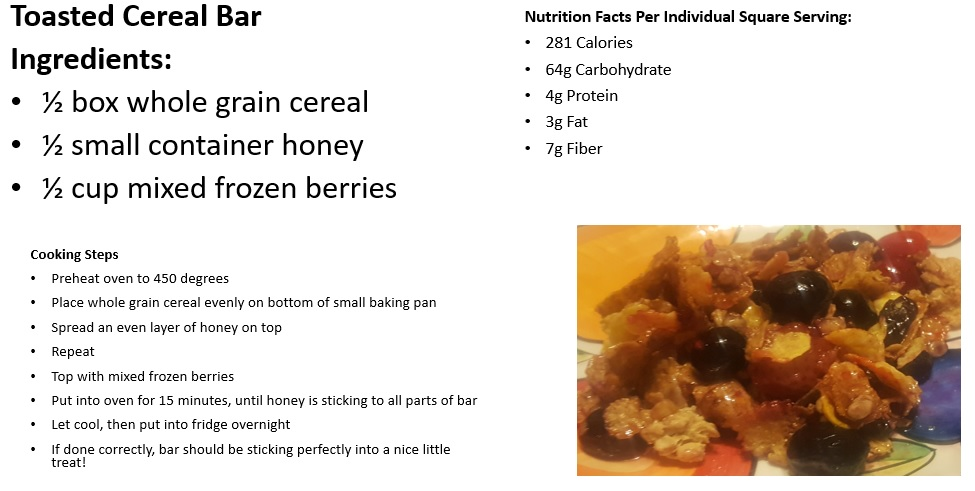 Toasted Cereal Bar
Ingredients:
• ½ box whole grain cereal
• ½ small container honey
• ½ cup mixed frozen berries
Nutrition Facts Per Individual Square Serving:
• 281 Calories
• 64g Carbohydrate
• 4g Protein
• 3g Fat
• 7g Fiber
Cooking Steps
• Preheat oven to 450 degrees
• Place whole grain cereal evenly on bottom of small baking pan
• Spread an even layer of honey on top
• Repeat
• Top with mixed frozen berries
• Put into oven for 15 minutes, until honey is sticking to all parts of bar
• Let cool, then put into fridge overnight
• If done correctly, bar should be sticking perfectly into a nice little
treat!